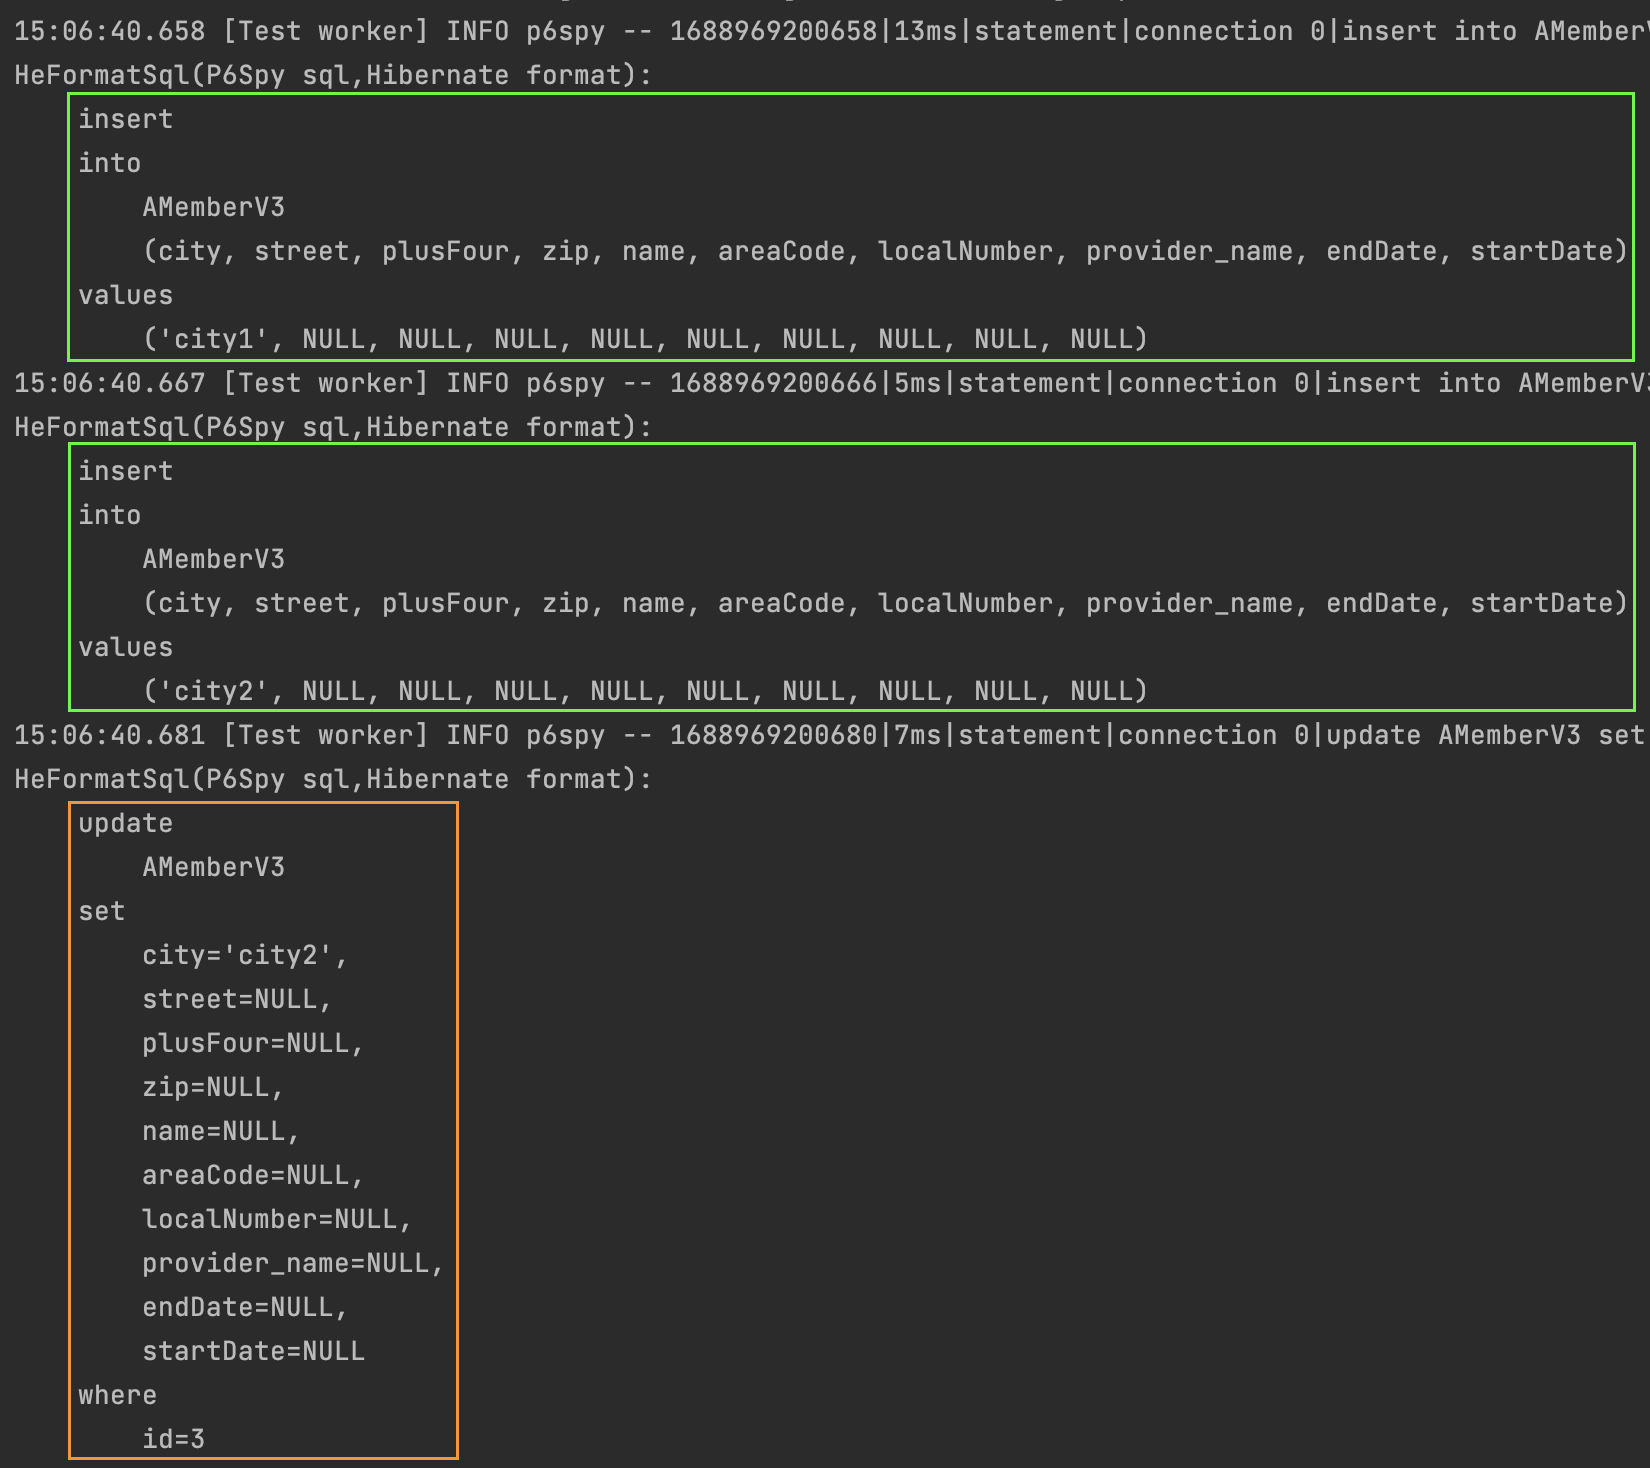 15:06:40.658 [Test worker] INFO p6spy -- 1688969200658|13ms|statement|connection 0|insert into AMember
HeFormatSql(P6Spy sql,Hibernate format):
insert
into
AMemberV3
(city, street, plusFour, zip, name, areaCode, localNumber, provider_name, endDate, startDate)
values
('city1', NULL, NULL, NULL, NULL, NULL, NULL, NULL, NULL, NULL)
15:06:40.667 [Test worker] INFO p6spy -- 1688969200666|5ms|statement|connection 0|insert into AMemberV3
HeFormatSql(P6Spy sql,Hibernate format):
insert
into
AMemberV3
(city, street, plusFour, zip, name, areaCode, localNumber, provider_name, endDate, startDate)
values
('city2', NULL, NULL, NULL, NULL, NULL, NULL, NULL, NULL, NULL)
15:06:40.681 [Test worker] INFO p6spy -- 1688969200680|7ms|statement|connection 0|update AMemberV3 set
HeFormatSql(P6Spy sql,Hibernate format):
update
AMemberV3
set
city='city2',
street=NULL,
plusFour=NULL,
zip=NULL,
name=NULL,
areaCode=NULL,
localNumber=NULL,
provider_name=NULL,
endDate=NULL,
startDate=NULL
where
id=3